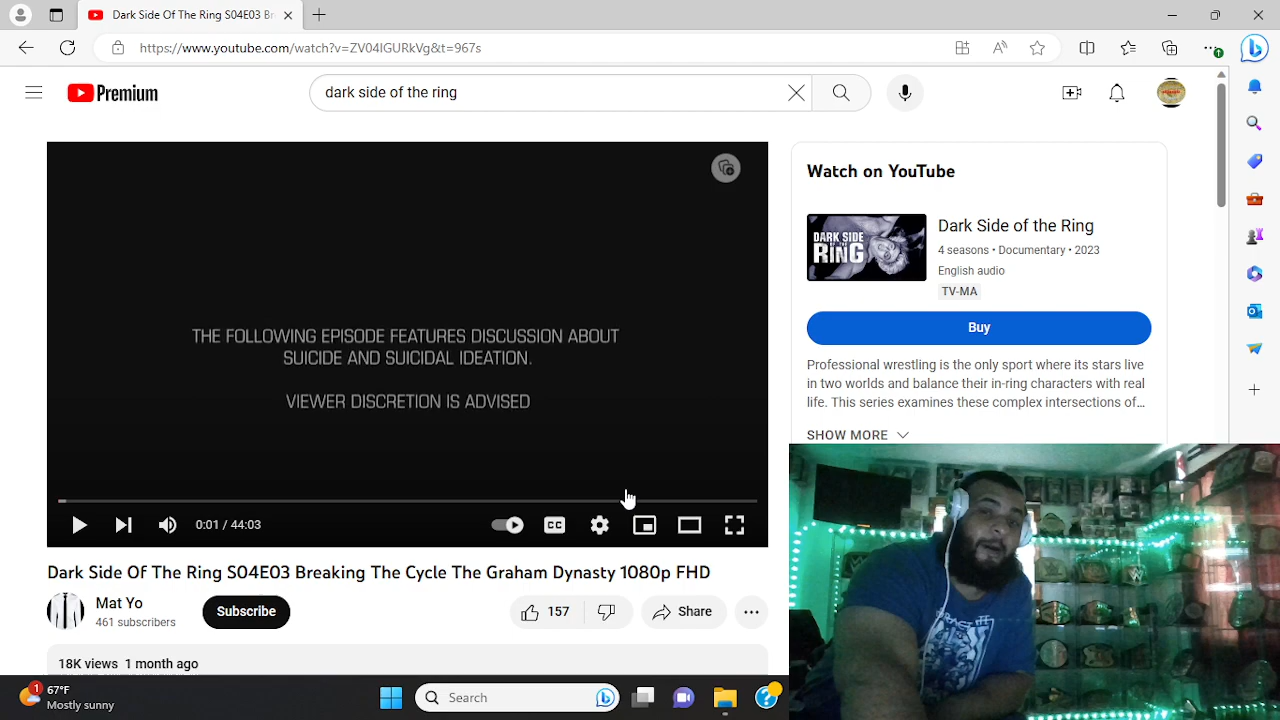 Dark Side Of The Ring S04E03 Br
https://www.youtube.com/watch?v=ZV04IGURkVg&t=967s
Premium
dark side of the ring
THE FOLLOWING EPISODE FEATURES DISCUSSION ABOUT
SUICIDE AND SUICIDAL IDEATION.
VIEWER DISCRETION IS ADVISED
0:01 / 44:03
CC
Dark Side Of The Ring S04E03 Breaking The Cycle The Graham Dynasty 1080p FHD
Mat Yo
461 subscribers
Subscribe
157
Share
18K views 1 month ago
Watch on YouTube
DARK SIDE
OF THE
RING
Dark Side of the Ring
4 seasons • Documentary • 2023
English audio
TV-MA
Buy
Professional wrestling is the only sport where its stars live
in two worlds and balance their in-ring characters with real
life. This series examines these complex intersections of...
SHOW MORE
1
67°F
Mostly sunny
Search